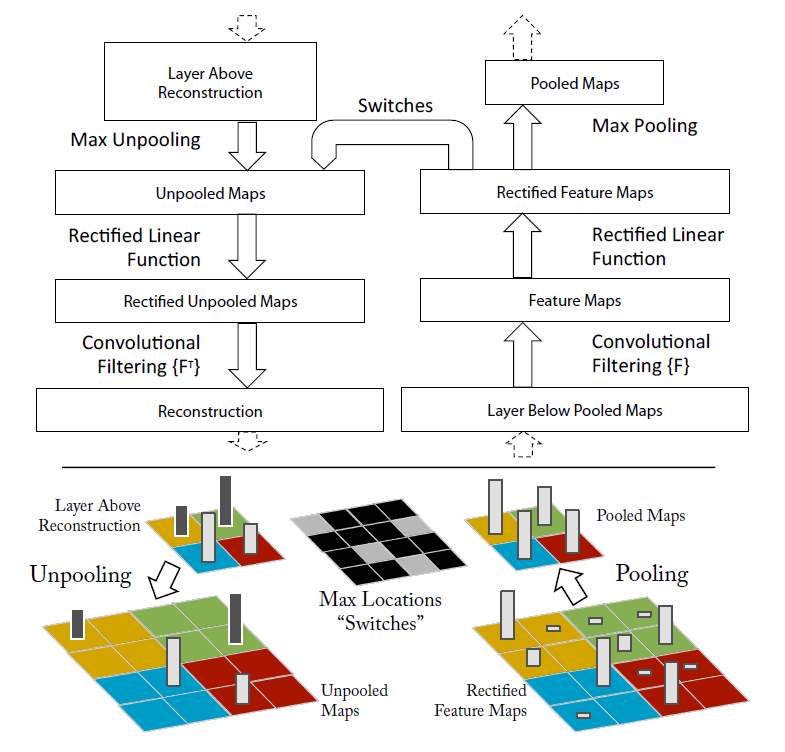 Layer Above
Reconstruction
Pooled Maps
Switches
Max Unpooling
Max Pooling
Unpooled Maps
Rectified Feature Maps
Rectified Linear
Function
Rectified Linear
Function
Rectified Unpooled Maps
Feature Maps
Convolutional
Filtering {Fᵀ}
Convolutional
Filtering {F}
Reconstruction
Layer Below Pooled Maps
Layer Above
Reconstruction
Pooled Maps
Unpooling
Max Locations
“Switches”
Pooling
Unpooled
Maps
Rectified
Feature Maps